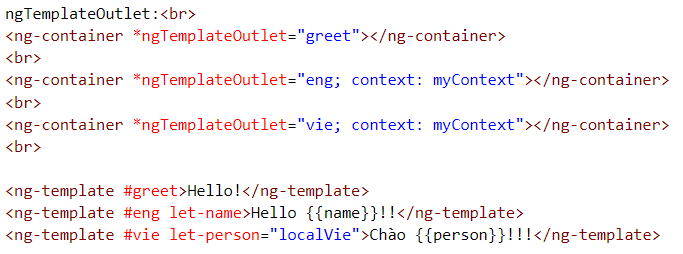 ngTemplateOutlet:<br>
<ng-container *ngTemplateOutlet="greet"></ng-container>
<br>
<ng-container *ngTemplateOutlet="eng; context: myContext"></ng-container>
<br>
<ng-container *ngTemplateOutlet="vie; context: myContext"></ng-container>
<br>
<ng-template #greet>Hello!</ng-template>
<ng-template #eng let-name>Hello {{name}}!!</ng-template>
<ng-template #vie let-person="localVie">Chào {{person}}!!!</ng-template>